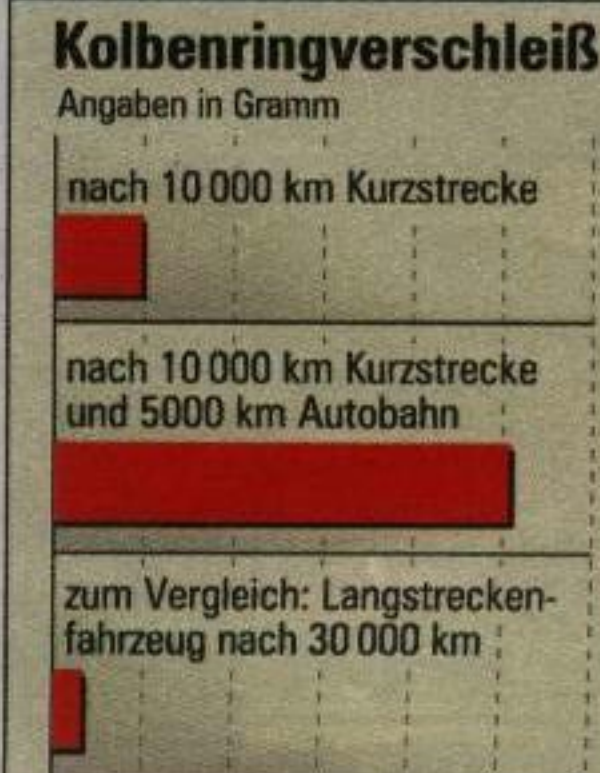 Kolbenringverschleiß
Angaben in Gramm
nach 10 000 km Kurzstrecke
nach 10 000 km Kurzstrecke
und 5000 km Autobahn
zum Vergleich: Langstrecken-
fahrzeug nach 30 000 km